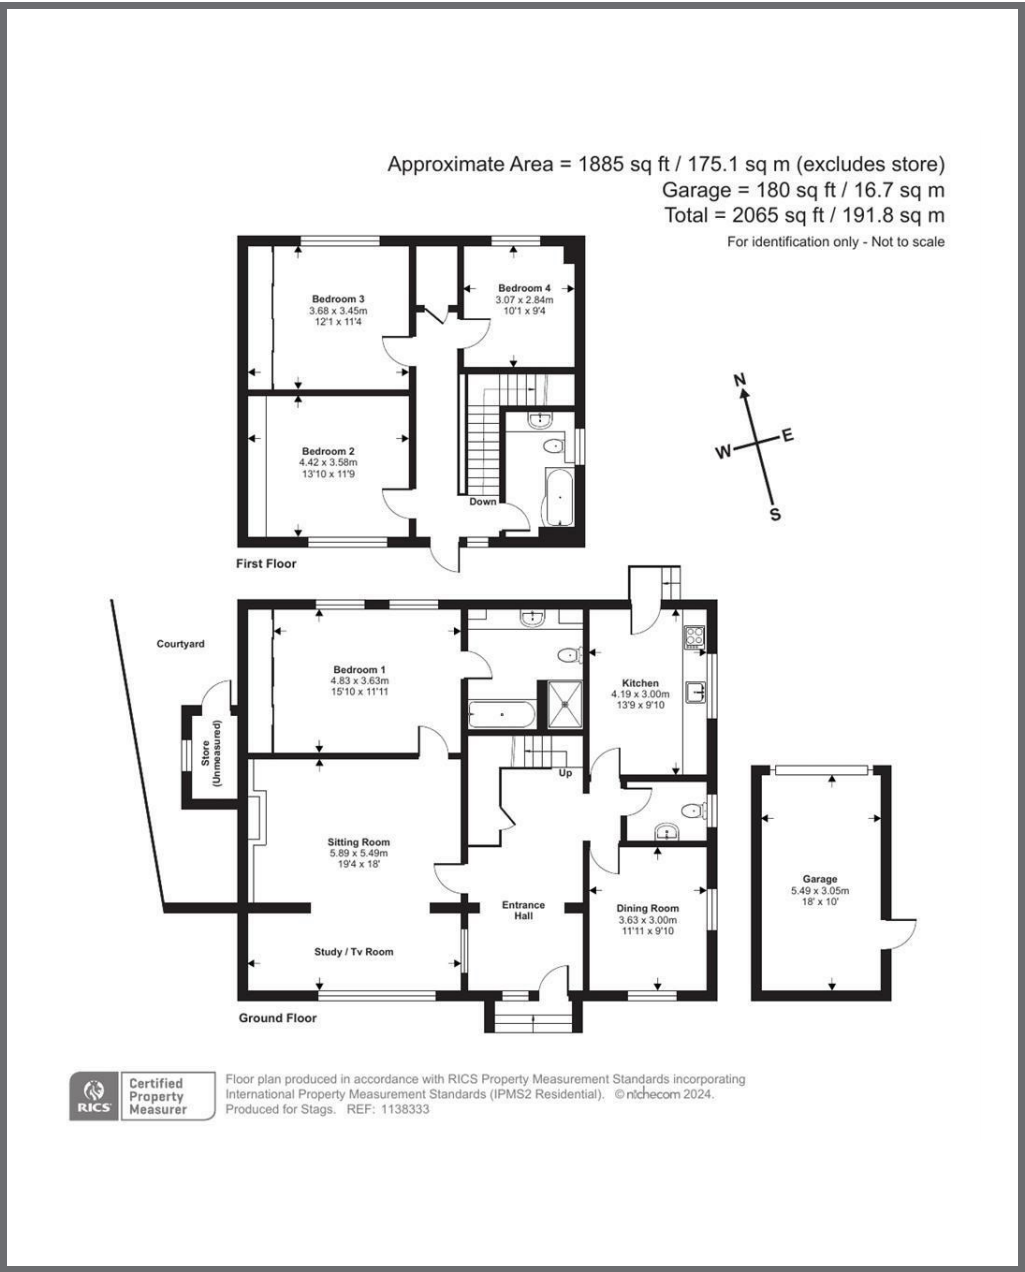 Approximate Area = 1885 sq ft / 175.1 sq m (excludes store)
Garage = 180 sq ft / 16.7 sq m
Total = 2065 sq ft / 191.8 sq m
For identification only - Not to scale
Bedroom 3
3.68 x 3.45m
12'1 x 11'4
Bedroom 4
3.07 x 2.84m
10'1 x 9'4
Bedroom 2
4.42 x 3.58m
13'10 x 11'9
Down
First Floor
N
W
E
S
Courtyard
Store
(Unmeasured)
Bedroom 1
4.83 x 3.63m
15'10 x 11'11
Kitchen
4.19 x 3.00m
13'9 x 9'10
Up
Sitting Room
5.89 x 5.49m
19'4 x 18'
Entrance
Hall
Dining Room
3.63 x 3.00m
11'11 x 9'10
Study / Tv Room
Garage
5.49 x 3.05m
18' x 10'
Ground Floor
RICS
Certified
Property
Measurer
Floor plan produced in accordance with RICS Property Measurement Standards incorporating
International Property Measurement Standards (IPMS2 Residential). © nichecom 2024.
Produced for Stags. REF: 1138333